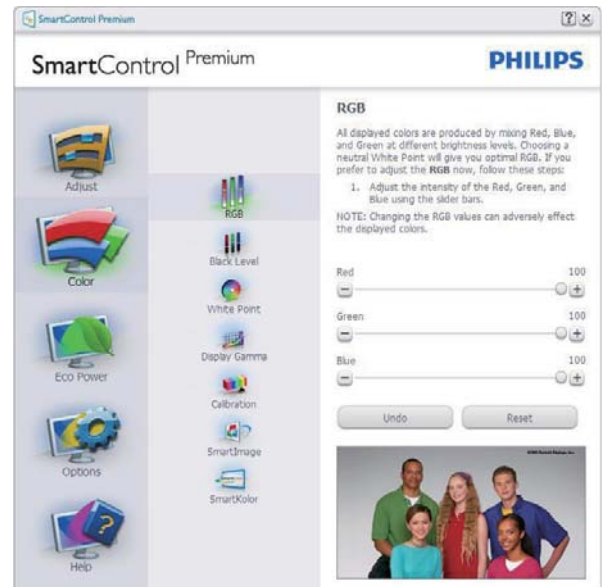 SmartControl Premium
SmartControl Premium
PHILIPS
Adjust
Color
Eco Power
Options
Help
RGB
Black Level
White Point
Display Gamma
Calibration
SmartImage
SmartKolor
RGB
All displayed colors are produced by mixing Red, Blue,
and Green at different brightness levels. Choosing a
neutral White Point will give you optimal RGB. If you
prefer to adjust the RGB now, follow these steps:
1. Adjust the intensity of the Red, Green, and
Blue using the slider bars.
NOTE: Changing the RGB values can adversely effect
the displayed colors.
Red 100
Green 100
Blue 100
Undo Reset